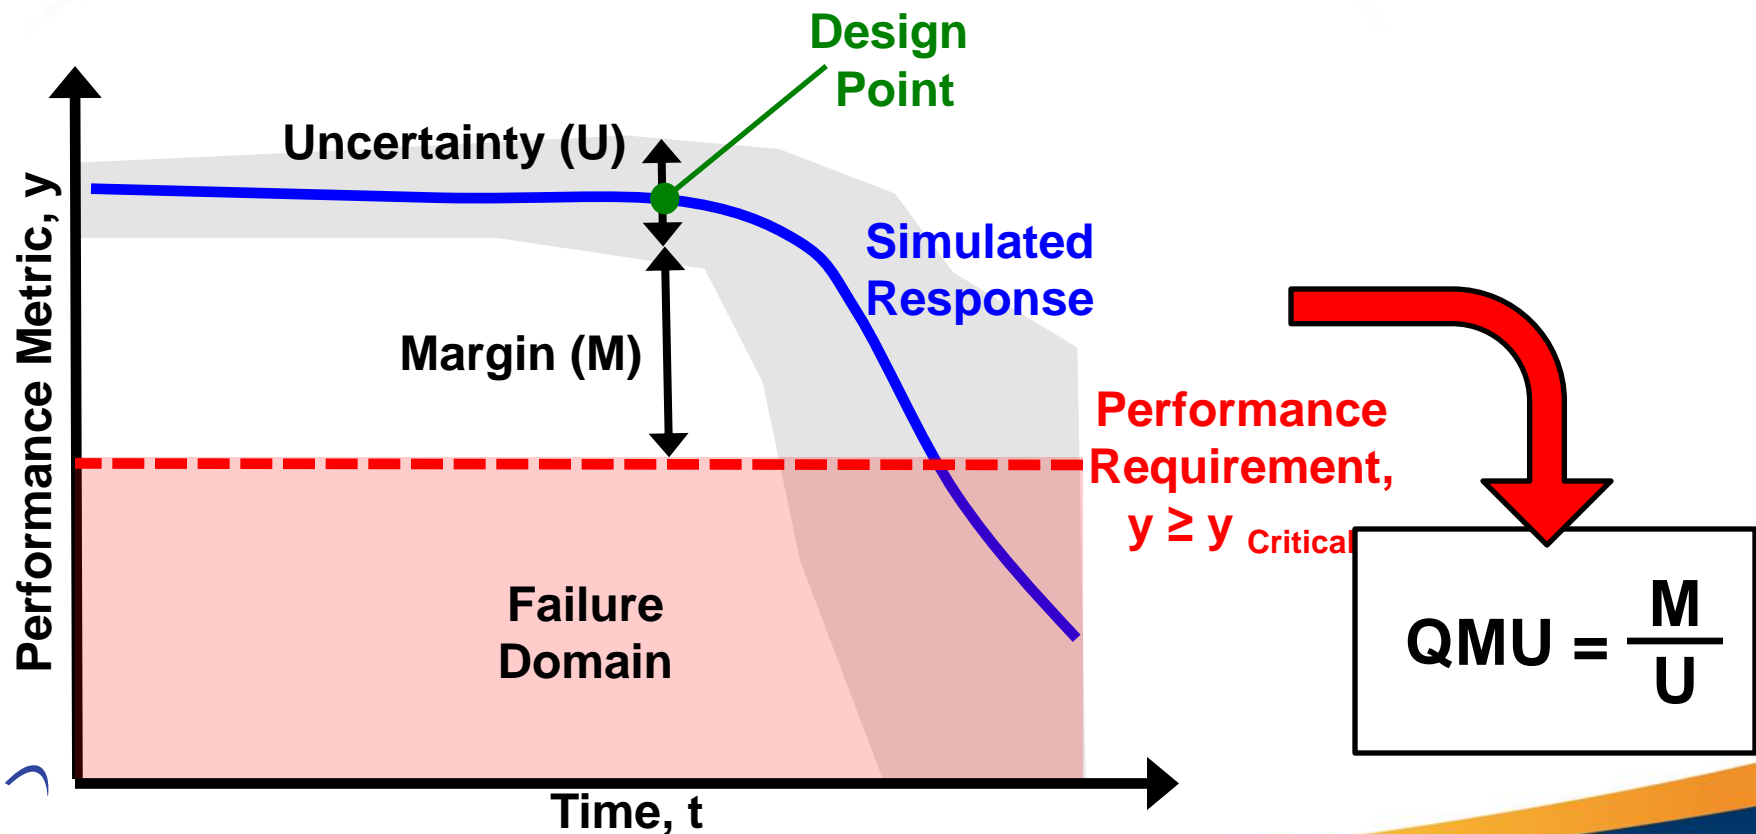 Design
Point
Uncertainty (U)
Performance Metric, y
Simulated
Response
Margin (M)
Performance
Requirement,
y ≥ y Critical
Failure
Domain
QMU = M
U
Time, t